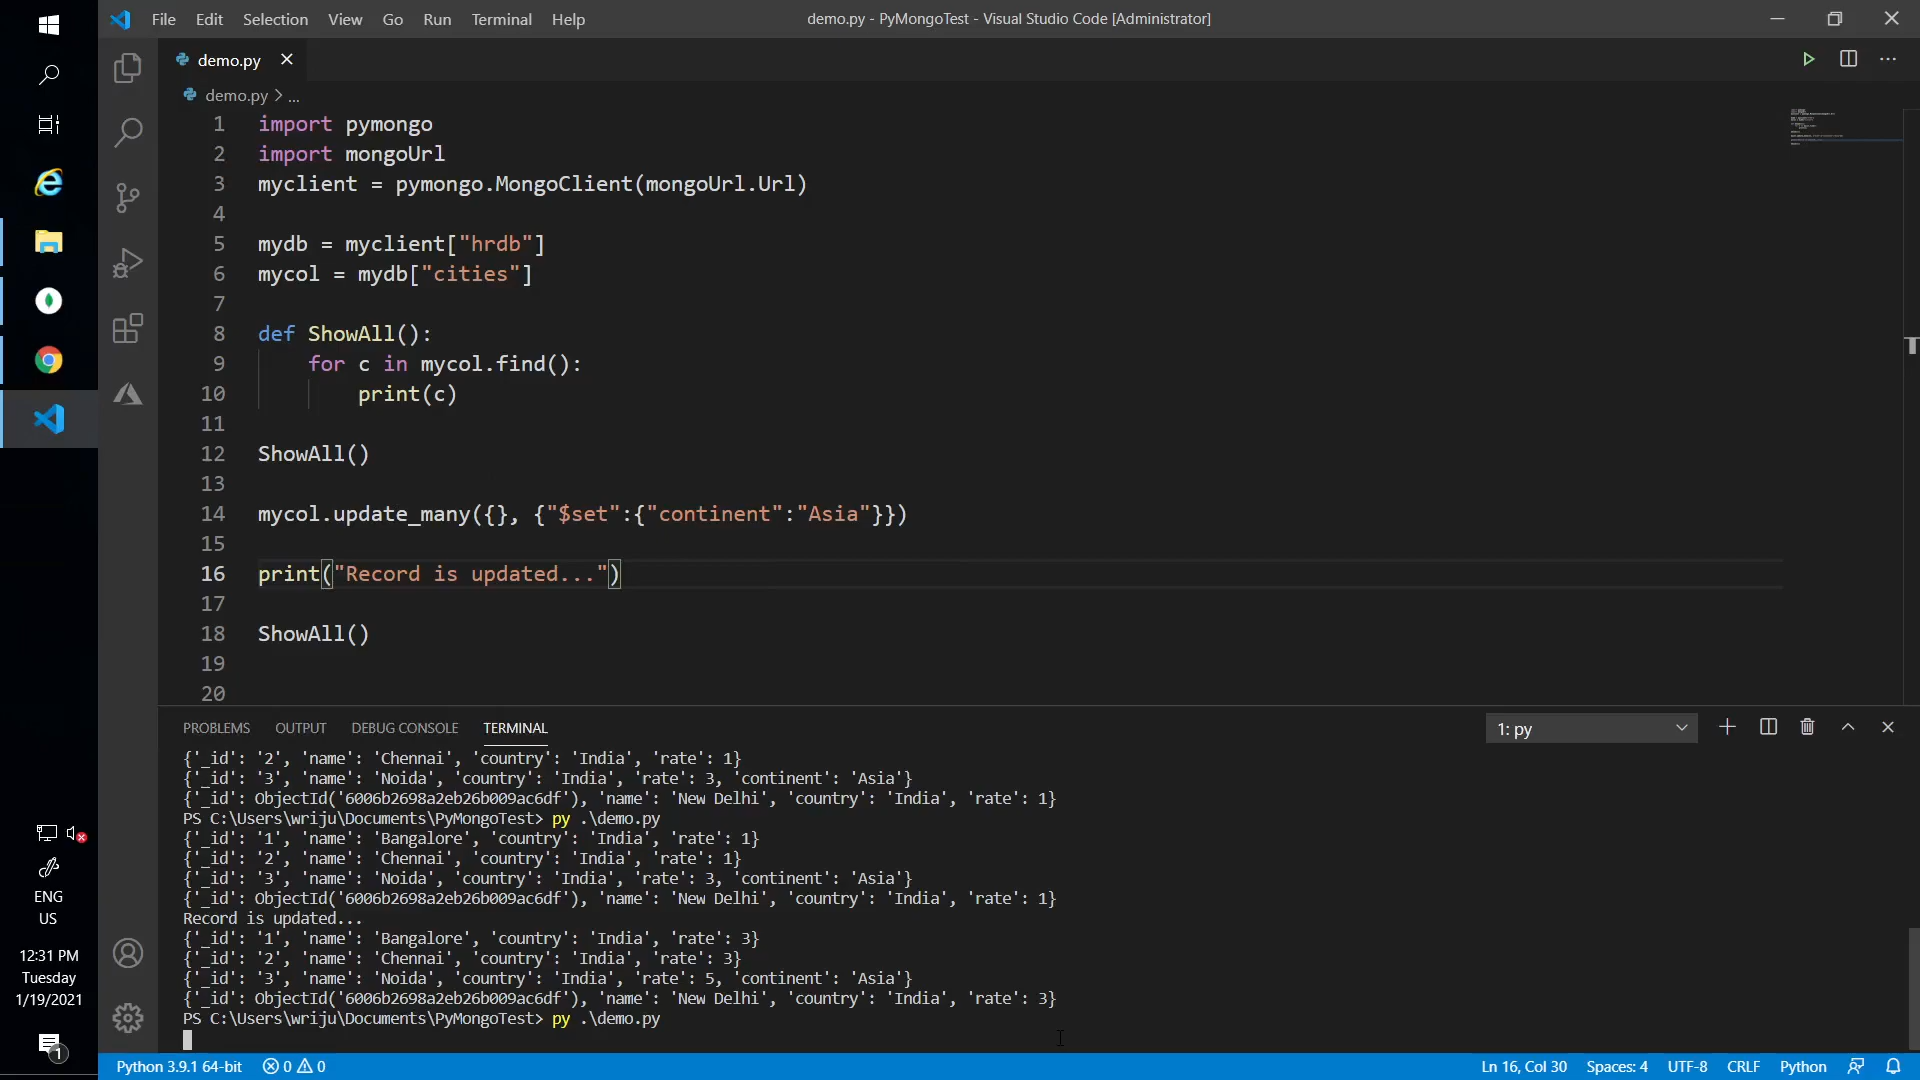 File Edit Selection View Go Run Terminal Help
demo.py - PyMongoTest - Visual Studio Code [Administrator]
demo.py
demo.py > ...
1 import pymongo
2 import mongoUrl
3 myclient = pymongo.MongoClient(mongoUrl.Url)
4
5 mydb = myclient["hrdb"]
6 mycol = mydb["cities"]
7
8 def ShowAll():
9 for c in mycol.find():
10 print(c)
11
12 ShowAll()
13
14 mycol.update_many({}, {"$set":{"continent":"Asia"}})
15
16 print("Record is updated...")
17
18 ShowAll()
19
20
PROBLEMS OUTPUT DEBUG CONSOLE TERMINAL
1: py
{'_id': '2', 'name': 'Chennai', 'country': 'India', 'rate': 1}
{'_id': '3', 'name': 'Noida', 'country': 'India', 'rate': 3, 'continent': 'Asia'}
{'_id': ObjectId('6006b2698a2eb26b009ac6df'), 'name': 'New Delhi', 'country': 'India', 'rate': 1}
PS C:\Users\wriju\Documents\PyMongoTest> py .\demo.py
{'_id': '1', 'name': 'Bangalore', 'country': 'India', 'rate': 1}
{'_id': '2', 'name': 'Chennai', 'country': 'India', 'rate': 1}
{'_id': '3', 'name': 'Noida', 'country': 'India', 'rate': 3, 'continent': 'Asia'}
{'_id': ObjectId('6006b2698a2eb26b009ac6df'), 'name': 'New Delhi', 'country': 'India', 'rate': 1}
Record is updated...
{'_id': '1', 'name': 'Bangalore', 'country': 'India', 'rate': 3}
{'_id': '2', 'name': 'Chennai', 'country': 'India', 'rate': 3}
{'_id': '3', 'name': 'Noida', 'country': 'India', 'rate': 5, 'continent': 'Asia'}
{'_id': ObjectId('6006b2698a2eb26b009ac6df'), 'name': 'New Delhi', 'country': 'India', 'rate': 3}
PS C:\Users\wriju\Documents\PyMongoTest> py .\demo.py
ENG
US
12:31 PM
Tuesday
1/19/2021
1
Python 3.9.1 64-bit 0 0
Ln 16, Col 30 Spaces: 4 UTF-8 CRLF Python